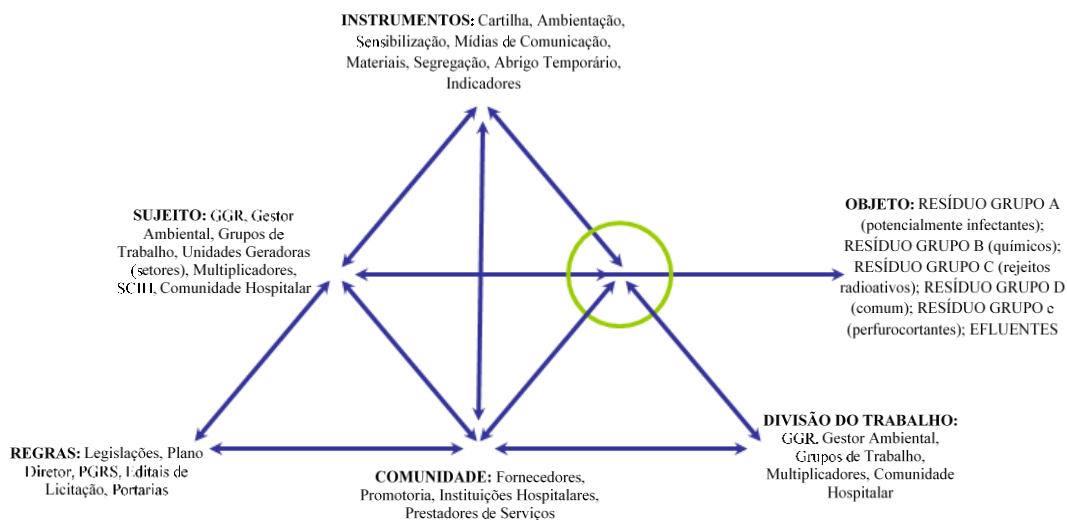 INSTRUMENTOS: Cartilha, Ambientação,
Sensibilização, Mídias de Comunicação,
Materiais, Segregação, Abrigo Temporário,
Indicadores
SUJEITO: GGR, Gestor
Ambiental, Grupos de
Trabalho, Unidades Geradoras
(setores), Multiplicadores,
SCIH, Comunidade Hospitalar
OBJETO: RESÍDUO GRUPO A
(potencialmente infectantes);
RESÍDUO GRUPO B (químicos);
RESÍDUO GRUPO C (rejeitos
radioativos); RESÍDUO GRUPO D
(comum); RESÍDUO GRUPO e
(perfurocortantes); EFLUENTES
REGRAS: Legislações, Plano
Diretor, PGRS, Editais de
Licitação, Portarias
COMUNIDADE: Fornecedores,
Promotoria, Instituições Hospitalares,
Prestadores de Serviços
DIVISÃO DO TRABALHO:
GGR, Gestor Ambiental,
Grupos de Trabalho,
Multiplicadores, Comunidade
Hospitalar